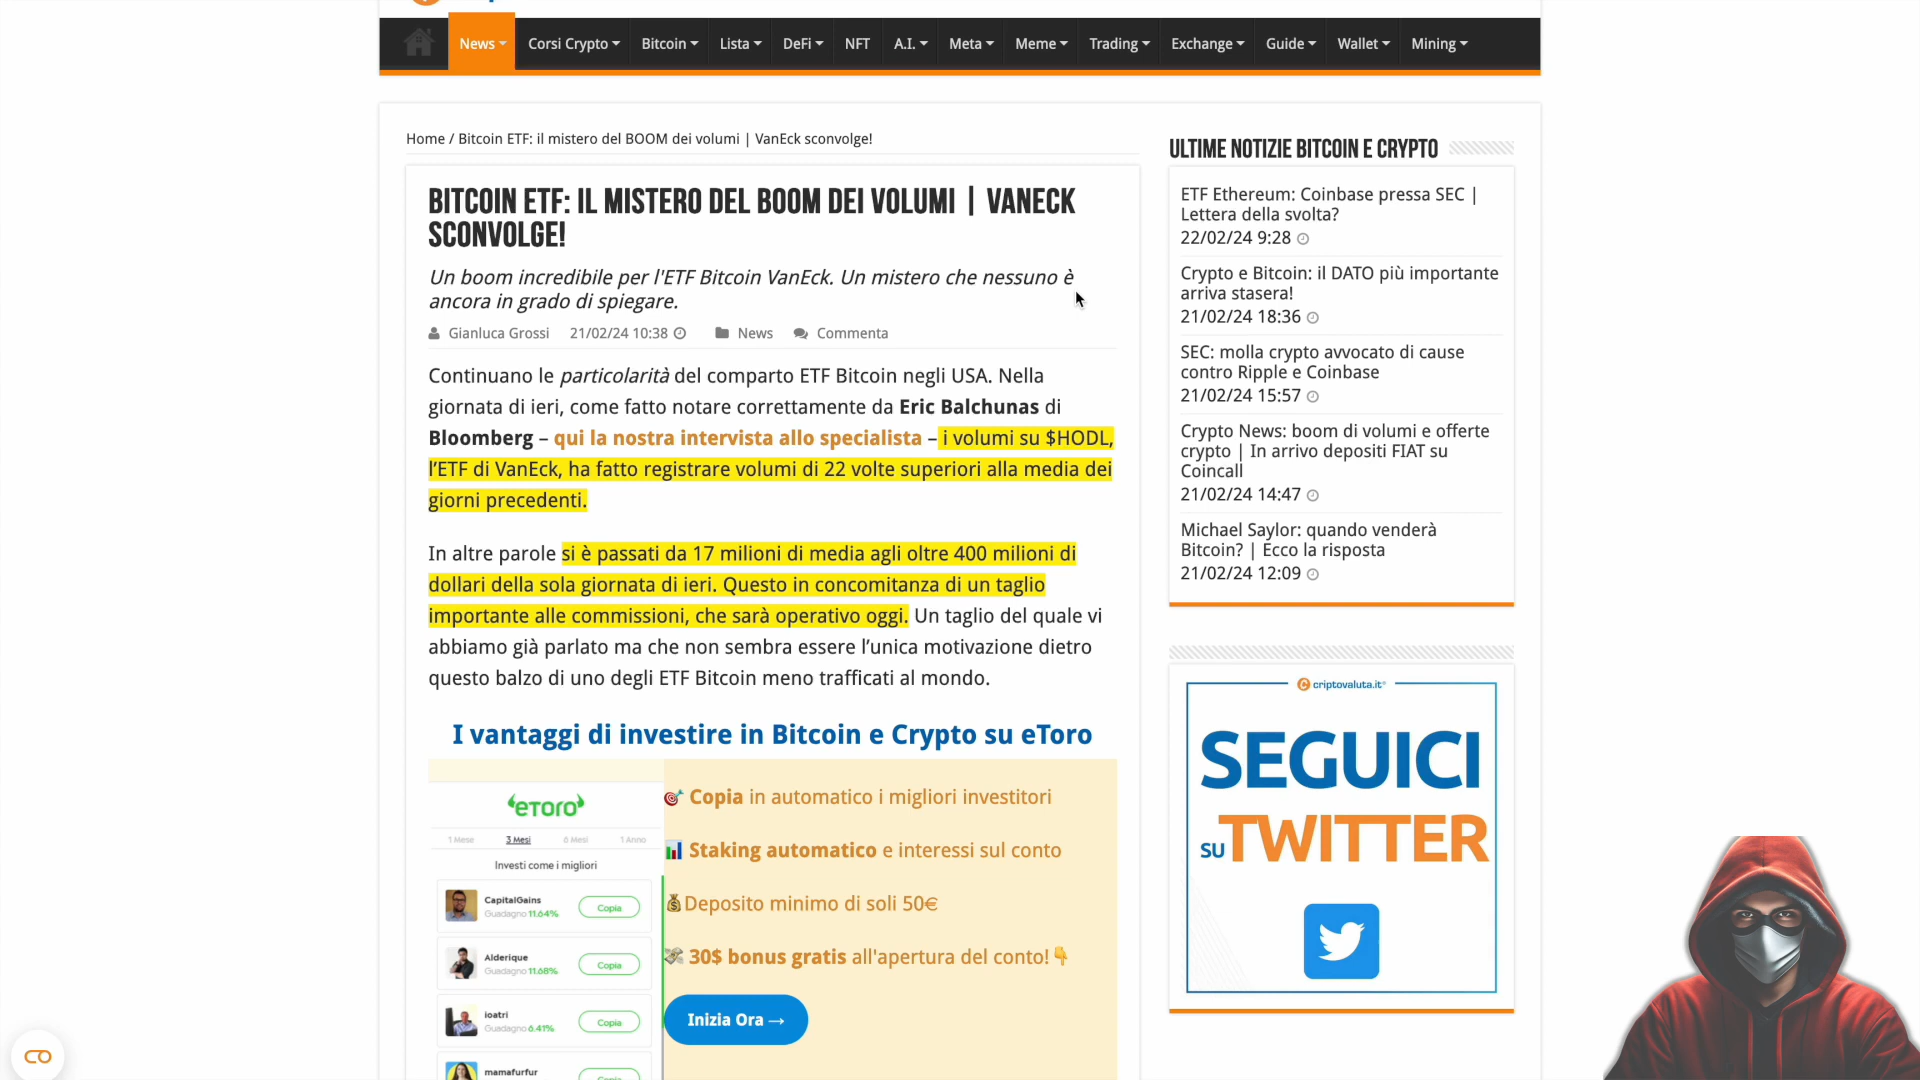 News
Corsi Crypto
Bitcoin
Lista
DeFi
NFT
A.I.
Meta
Meme
Trading
Exchange
Guide
Wallet
Mining
Home / Bitcoin ETF: il mistero del BOOM dei volumi | VanEck sconvolge!
BITCOIN ETF: IL MISTERO DEL BOOM DEI VOLUMI | VANECK
SCONVOLGE!
Un boom incredibile per l'ETF Bitcoin VanEck. Un mistero che nessuno è
ancora in grado di spiegare.
Gianluca Grossi 21/02/24 10:38 News Commenta
Continuano le particolarità del comparto ETF Bitcoin negli USA. Nella
giornata di ieri, come fatto notare correttamente da Eric Balchunas di
Bloomberg – qui la nostra intervista allo specialista – i volumi su $HODL,
l’ETF di VanEck, ha fatto registrare volumi di 22 volte superiori alla media dei
giorni precedenti.
In altre parole si è passati da 17 milioni di media agli oltre 400 milioni di
dollari della sola giornata di ieri. Questo in concomitanza di un taglio
importante alle commissioni, che sarà operativo oggi. Un taglio del quale vi
abbiamo già parlato ma che non sembra essere l’unica motivazione dietro
questo balzo di uno degli ETF Bitcoin meno trafficati al mondo.
I vantaggi di investire in Bitcoin e Crypto su eToro
eTORO
1 Mese 3 Mesi 6 Mesi 1 Anno
Investi come i migliori
CapitalGains
Guadagno 11.64%
Copia
Alderique
Guadagno 11.68%
Copia
ioatri
Guadagno 6.41%
Copia
mamafurfur
Copia
🎯 Copia in automatico i migliori investitori
📊 Staking automatico e interessi sul conto
💰Deposito minimo di soli 50€
💸 30$ bonus gratis all'apertura del conto!👇
Inizia Ora →
ULTIME NOTIZIE BITCOIN E CRYPTO
ETF Ethereum: Coinbase pressa SEC |
Lettera della svolta?
22/02/24 9:28
Crypto e Bitcoin: il DATO più importante
arriva stasera!
21/02/24 18:36
SEC: molla crypto avvocato di cause
contro Ripple e Coinbase
21/02/24 15:57
Crypto News: boom di volumi e offerte
crypto | In arrivo depositi FIAT su
Coincall
21/02/24 14:47
Michael Saylor: quando venderà
Bitcoin? | Ecco la risposta
21/02/24 12:09
criptovaluta.it®
SEGUICI
SU TWITTER